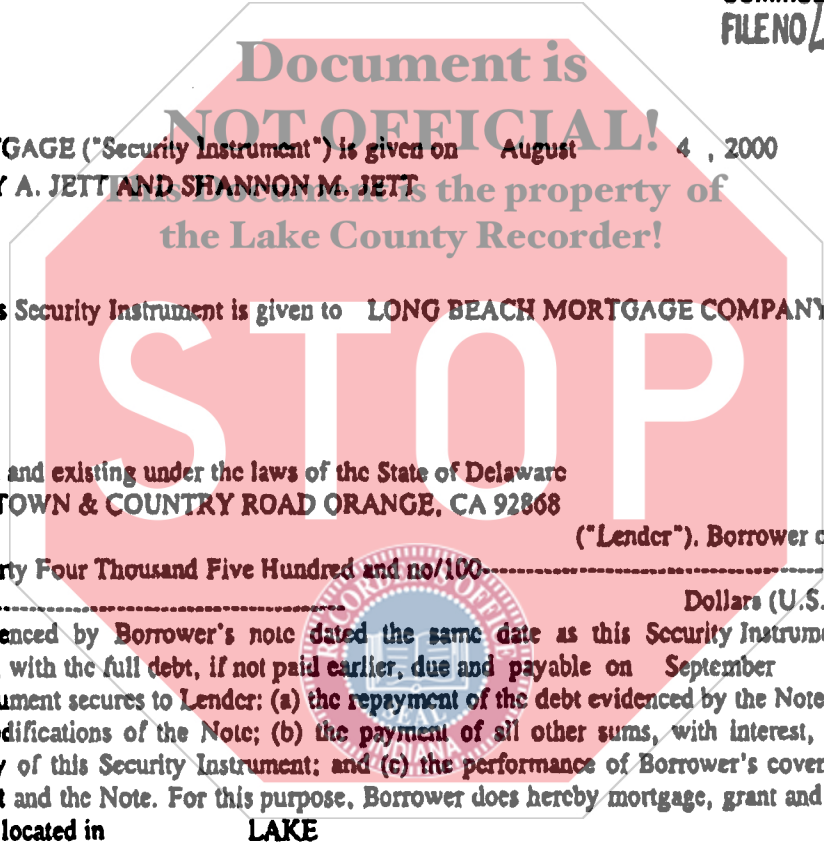 FILE NO
Document is
NOT OFFICIAL!
GAGE ("Security Instrument") is given on August 4 , 2000
A. JETT AND SHANNON M. JETT
This Document is the property of
the Lake County Recorder!
Security Instrument is given to LONG BEACH MORTGAGE COMPANY
STOP
and existing under the laws of the State of Delaware
TOWN & COUNTRY ROAD ORANGE, CA 92868
("Lender"). Borrower
Four Thousand Five Hundred and no/100-----------------------------------------
----------------------------------------- Dollars (U.S.
enced by Borrower's note dated the same date as this Security Instrume
with the full debt, if not paid earlier, due and payable on September
ument secures to Lender: (a) the repayment of the debt evidenced by the Note
difications of the Note; (b) the payment of all other sums, with interest,
of this Security Instrument; and (c) the performance of Borrower's cover
and the Note. For this purpose, Borrower does hereby mortgage, grant and
located in LAKE
RECORDER'S OFFICE
SEAL
INDIANA